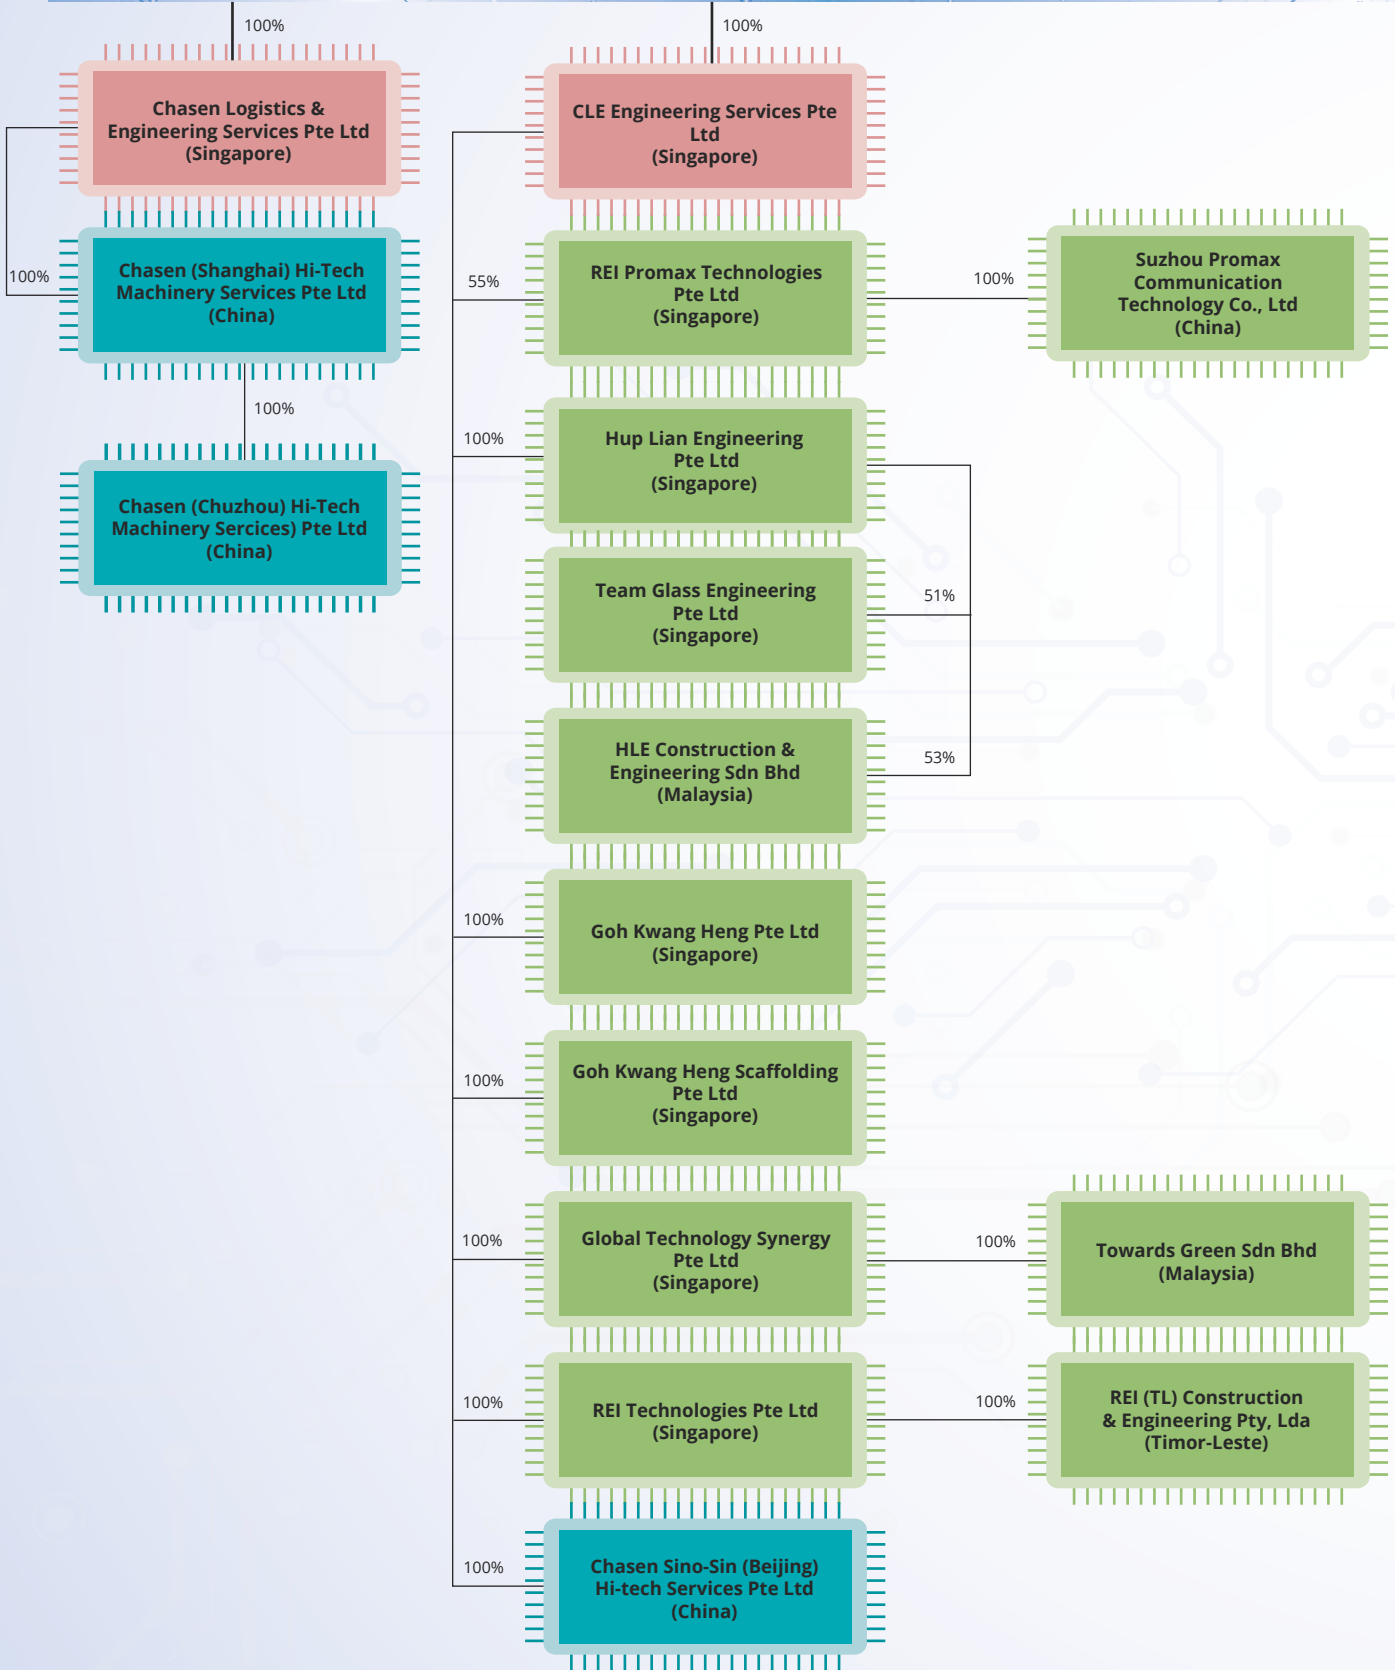 100%
Chasen Logistics &
Engineering Services Pte Ltd
(Singapore)
100%
Chasen (Shanghai) Hi-Tech
Machinery Services Pte Ltd
(China)
100%
Chasen (Chuzhou) Hi-Tech
Machinery Sercices) Pte Ltd
(China)
100%
CLE Engineering Services Pte
Ltd
(Singapore)
55%
REI Promax Technologies
Pte Ltd
(Singapore)
100%
Suzhou Promax
Communication
Technology Co., Ltd
(China)
100%
Hup Lian Engineering
Pte Ltd
(Singapore)
Team Glass Engineering
Pte Ltd
(Singapore)
51%
HLE Construction &
Engineering Sdn Bhd
(Malaysia)
53%
100%
Goh Kwang Heng Pte Ltd
(Singapore)
100%
Goh Kwang Heng Scaffolding
Pte Ltd
(Singapore)
100%
Global Technology Synergy
Pte Ltd
(Singapore)
100%
Towards Green Sdn Bhd
(Malaysia)
100%
REI Technologies Pte Ltd
(Singapore)
100%
REI (TL) Construction
& Engineering Pty, Lda
(Timor-Leste)
100%
Chasen Sino-Sin (Beijing)
Hi-tech Services Pte Ltd
(China)